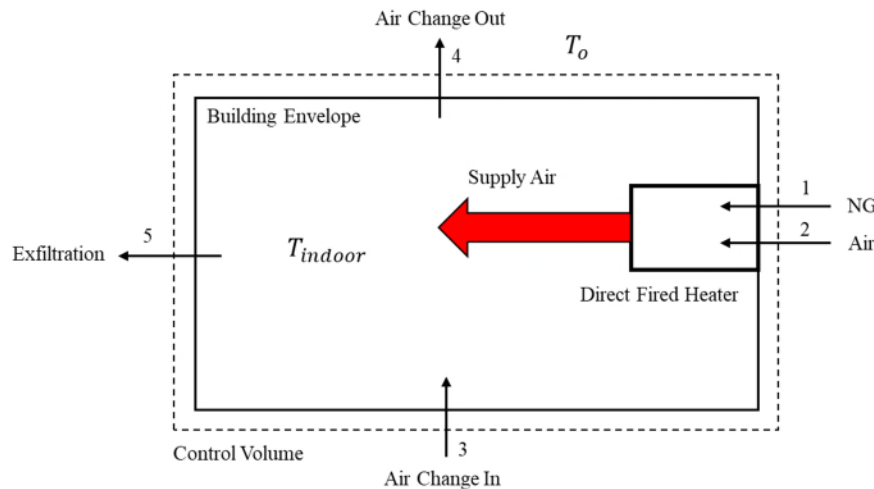 Air Change Out
4
T_o
Building Envelope
Supply Air
1
NG
5
2
Exfiltration
T_indoor
Air
Direct Fired Heater
3
Control Volume
Air Change In